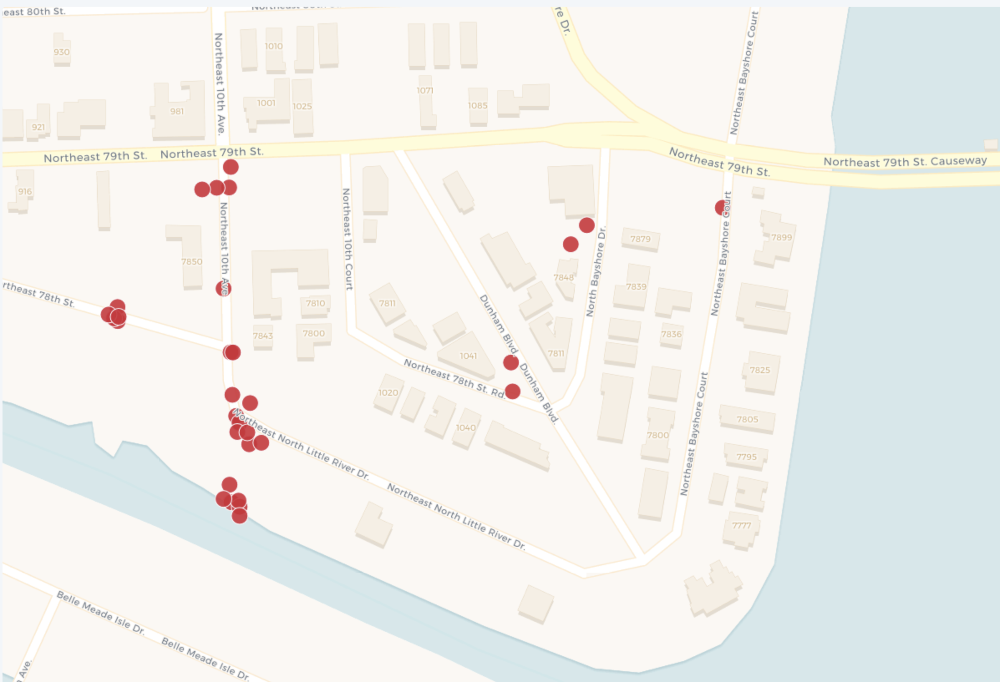 east 80th St.
re Dr.
Northeast Bayshore Court
Northeast 10th Ave.
930
1010
981
921
1001
1025
1071
1085
Northeast 79th St.
Northeast 79th St.
Northeast 79th St.
Northeast 79th St. Causeway
916
7850
Northeast 10th Ave
Northeast 10th Court
7810
7843
7800
7811
1041
Dunham Blvd.
7848
7811
North Bayshore Dr.
7879
7839
7836
7800
Northeast Bayshore Court
7899
7825
7805
7795
7777
Northeast Bayshore Court
rtheast 78th St.
Northeast 78th St. Rd.
Dunham Blvd.
1020
1040
Northeast North Little River Dr.
Northeast North Little River Dr.
Belle Meade Isle Dr.
Belle Meade Isle Dr.
Ave.